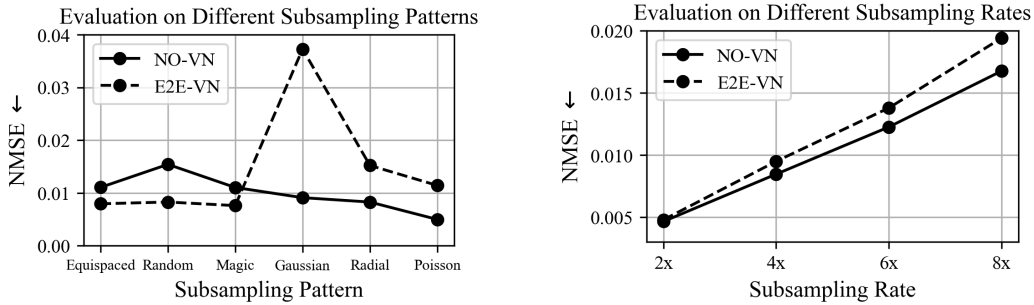 Evaluation on Different Subsampling Patterns
NMSE ↓
0.04
0.03
0.02
0.01
0.00
NO-VN
E2E-VN
Equispaced Random Magic Gaussian Radial Poisson
Subsampling Pattern
Evaluation on Different Subsampling Rates
NMSE ↓
0.020
0.015
0.010
0.005
NO-VN
E2E-VN
2x 4x 6x 8x
Subsampling Rate